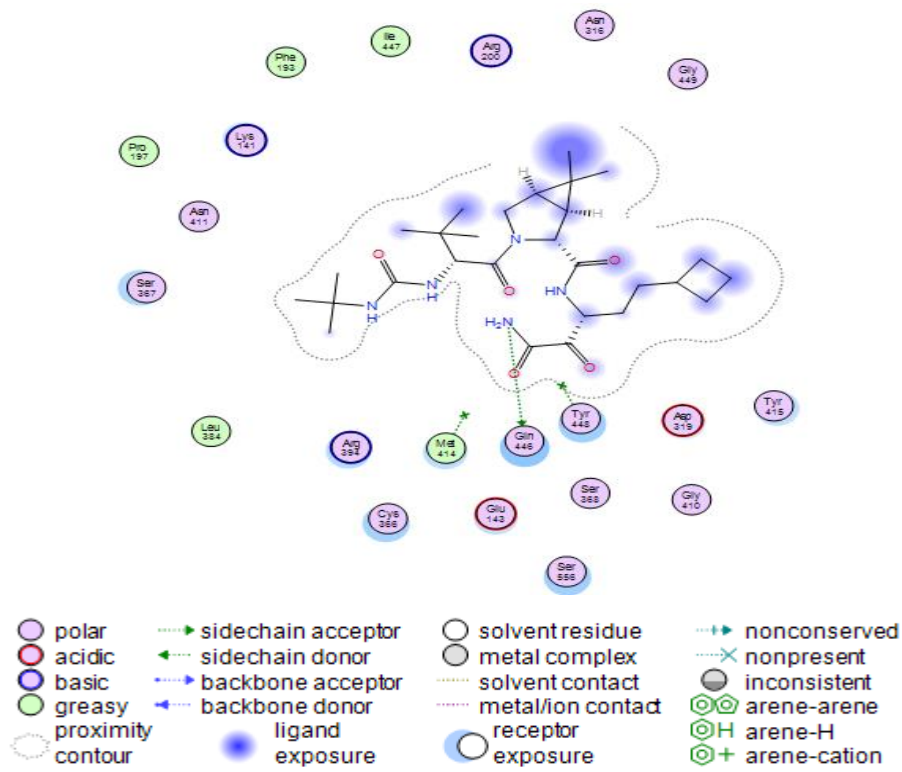 Asn
316
Ile
447
Arg
200
Phe
193
Gly
449
Lys
141
Pro
197
H
Asn
411
H
N
O
O
N
H
O
O
Ser
367
N
H
HN
H₂N
O
O
Tyr
415
Tyr
448
Asp
319
Leu
384
Arg
394
Met
414
Gln
446
Ser
368
Gly
410
Cys
366
Glu
143
Ser
556
polar
sidechain acceptor
solvent residue
nonconserved
acidic
sidechain donor
metal complex
nonpresent
basic
backbone acceptor
solvent contact
inconsistent
greasy
backbone donor
metal/ion contact
arene-arene
proximity
contour
ligand
exposure
receptor
exposure
H
arene-H
+
arene-cation